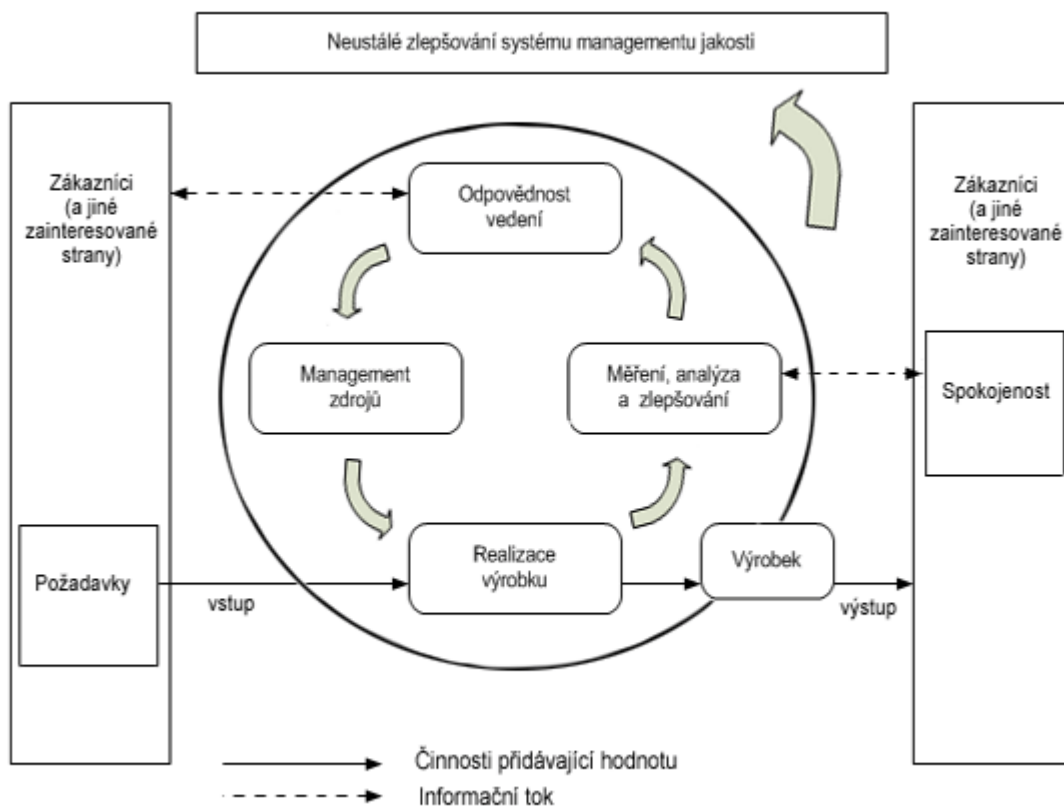 Neustálé zlepšování systému managementu jakosti
Zákazníci
(a jiné
zainteresované
strany)
Odpovědnost
vedení
Zákazníci
(a jiné
zainteresované
strany)
Management
zdrojů
Měření, analýza
a zlepšování
Spokojenost
Požadavky
vstup
Realizace
výrobku
Výrobek
výstup
Činnosti přidávající hodnotu
Informační tok